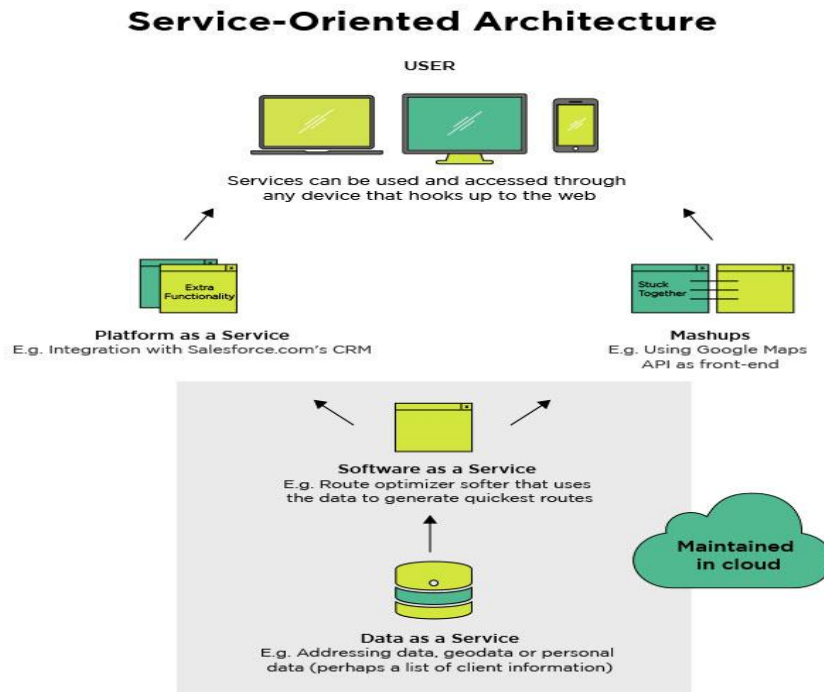 Service-Oriented Architecture
USER
Services can be used and accessed through
any device that hooks up to the web
Extra
Functionality
Platform as a Service
E.g. Integration with Salesforce.com's CRM
Stuck
Together
Mashups
E.g. Using Google Maps
API as front-end
Software as a Service
E.g. Route optimizer softer that uses
the data to generate quickest routes
Maintained
in cloud
Data as a Service
E.g. Addressing data, geodata or personal
data (perhaps a list of client information)